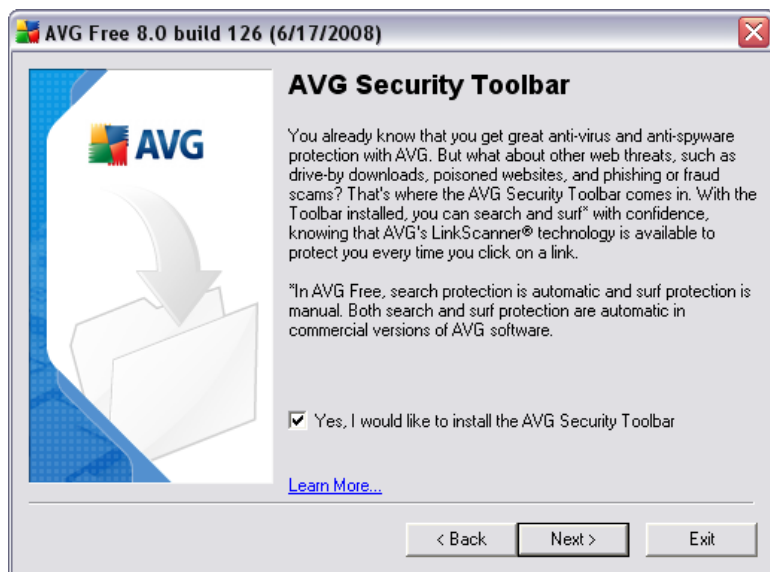 AVG Free 8.0 build 126 (6/17/2008)
AVG
AVG Security Toolbar
You already know that you get great anti-virus and anti-spyware
protection with AVG. But what about other web threats, such as
drive-by downloads, poisoned websites, and phishing or fraud
scams? That's where the AVG Security Toolbar comes in. With the
Toolbar installed, you can search and surf* with confidence,
knowing that AVG's LinkScanner® technology is available to
protect you every time you click on a link.
*In AVG Free, search protection is automatic and surf protection is
manual. Both search and surf protection are automatic in
commercial versions of AVG software.
Yes, I would like to install the AVG Security Toolbar
Learn More...
< Back Next > Exit